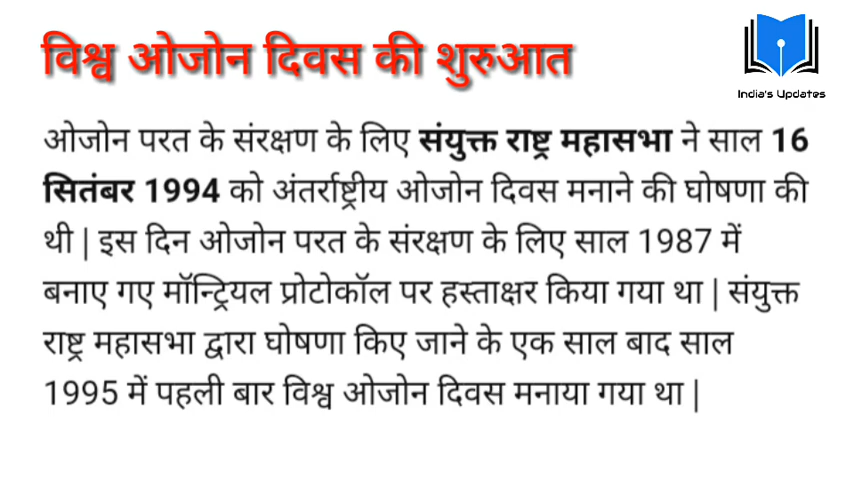 विश्व ओजोन दिवस की शुरुआत
India's Updates
ओजोन परत के संरक्षण के लिए संयुक्त राष्ट्र महासभा ने साल 16
सितंबर 1994 को अंतर्राष्ट्रीय ओजोन दिवस मनाने की घोषणा की
थी | इस दिन ओजोन परत के संरक्षण के लिए साल 1987 में
बनाए गए मॉन्ट्रियल प्रोटोकॉल पर हस्ताक्षर किया गया था | संयुक्त
राष्ट्र महासभा द्वारा घोषणा किए जाने के एक साल बाद साल
1995 में पहली बार विश्व ओजोन दिवस मनाया गया था |